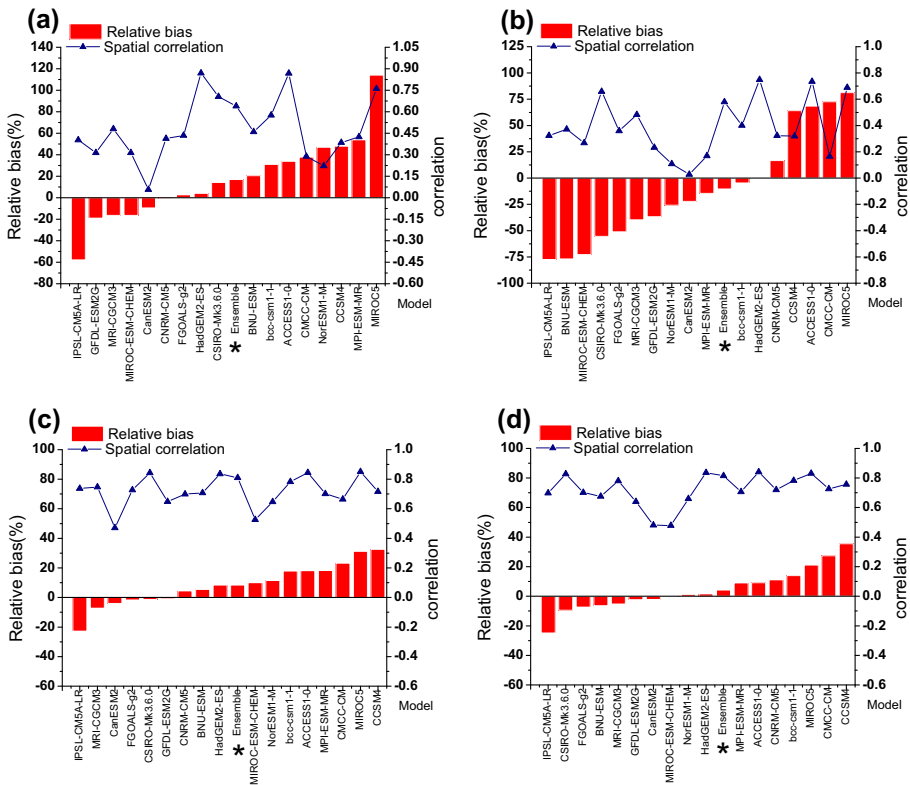 (a)
Relative bias
Spatial correlation
140
120
100
80
60
40
20
0
-20
-40
-60
-80
Relative bias(%)
1.05
0.90
0.75
0.60
0.45
0.30
0.15
0.00
-0.15
-0.30
-0.45
-0.60
correlation
Model
IPSL-CM5A-LR
GFDL-ESM2G
MRI-CGCM3
MIROC-ESM-CHEM
CanESM2
CNRM-CM5
FGOALS-g2
HadGEM2-ES
CSIRO-Mk3.6.0
Ensemble
*
BNU-ESM
bcc-csm1-1
ACCESS1-0
CMCC-CM
NorESM1-M
CCSM4
MPI-ESM-MR
MIROC5
(b)
Relative bias
Spatial correlation
125
100
75
50
25
0
-25
-50
-75
-100
Relative bias(%)
1.0
0.8
0.6
0.4
0.2
0.0
-0.2
-0.4
-0.6
-0.8
correlation
Model
IPSL-CM5A-LR
BNU-ESM
MIROC-ESM-CHEM
CSIRO-Mk3.6.0
FGOALS-g2
MRI-CGCM3
GFDL-ESM2G
NorESM1-M
CanESM2
MPI-ESM-MR
Ensemble
*
bcc-csm1-1
HadGEM2-ES
CNRM-CM5
CCSM4
ACCESS1-0
CMCC-CM
MIROC5
(c)
Relative bias
Spatial correlation
100
80
60
40
20
0
-20
-40
-60
Relative bias(%)
1.0
0.8
0.6
0.4
0.2
0.0
-0.2
-0.4
0.6
correlation
Model
IPSL-CM5A-LR
MRI-CGCM3
CanESM2
FGOALS-g2
CSIRO-Mk3.6.0
GFDL-ESM2G
CNRM-CM5
BNU-ESM
HadGEM2-ES
Ensemble
*
MIROC-ESM-CHEM
NorESM1-M
bcc-csm1-1
ACCESS1-0
MPI-ESM-MR
CMCC-CM
MIROC5
CCSM4
(d)
Relative bias
Spatial correlation
100
80
60
40
20
0
-20
-40
-60
Relative bias(%)
1.0
0.8
0.6
0.4
0.2
0.0
-0.2
-0.4
-0.6
correlation
Model
IPSL-CM5A-LR
CSIRO-Mk3.6.0
FGOALS-g2
BNU-ESM
MRI-CGCM3
GFDL-ESM2G
CanESM2
MIROC-ESM-CHEM
NorESM1-M
HadGEM2-ES
Ensemble
*
MPI-ESM-MR
ACCESS1-0
CNRM-CM5
bcc-csm1-1
MIROC5
CMCC-CM
CCSM4